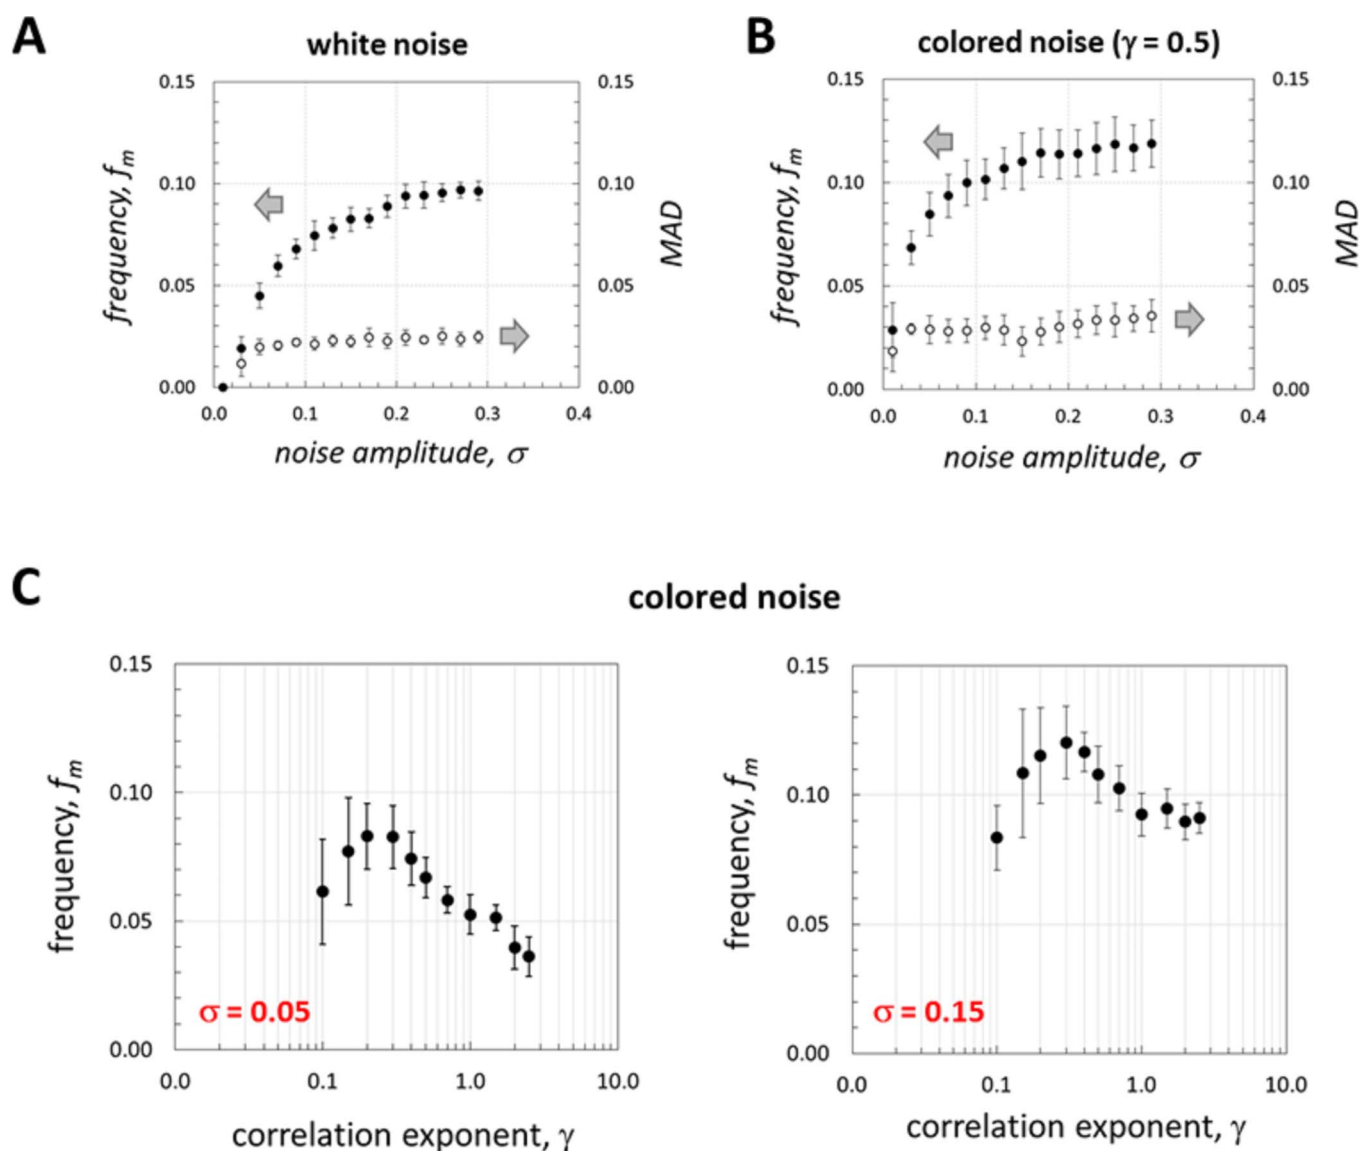 A
white noise
0.15
0.10
0.05
0.00
frequency, fm
0.15
0.10
0.05
0.00
MAD
0.0 0.1 0.2 0.3 0.4
noise amplitude, σ
B
colored noise (γ = 0.5)
0.15
0.10
0.05
0.00
frequency, fm
0.15
0.10
0.05
0.00
MAD
0.0 0.1 0.2 0.3 0.4
noise amplitude, σ
C
colored noise
0.15
0.10
0.05
0.00
frequency, fm
σ = 0.05
0.0 0.1 1.0 10.0
correlation exponent, γ
0.15
0.10
0.05
0.00
frequency, fm
σ = 0.15
0.0 0.1 1.0 10.0
correlation exponent, γ